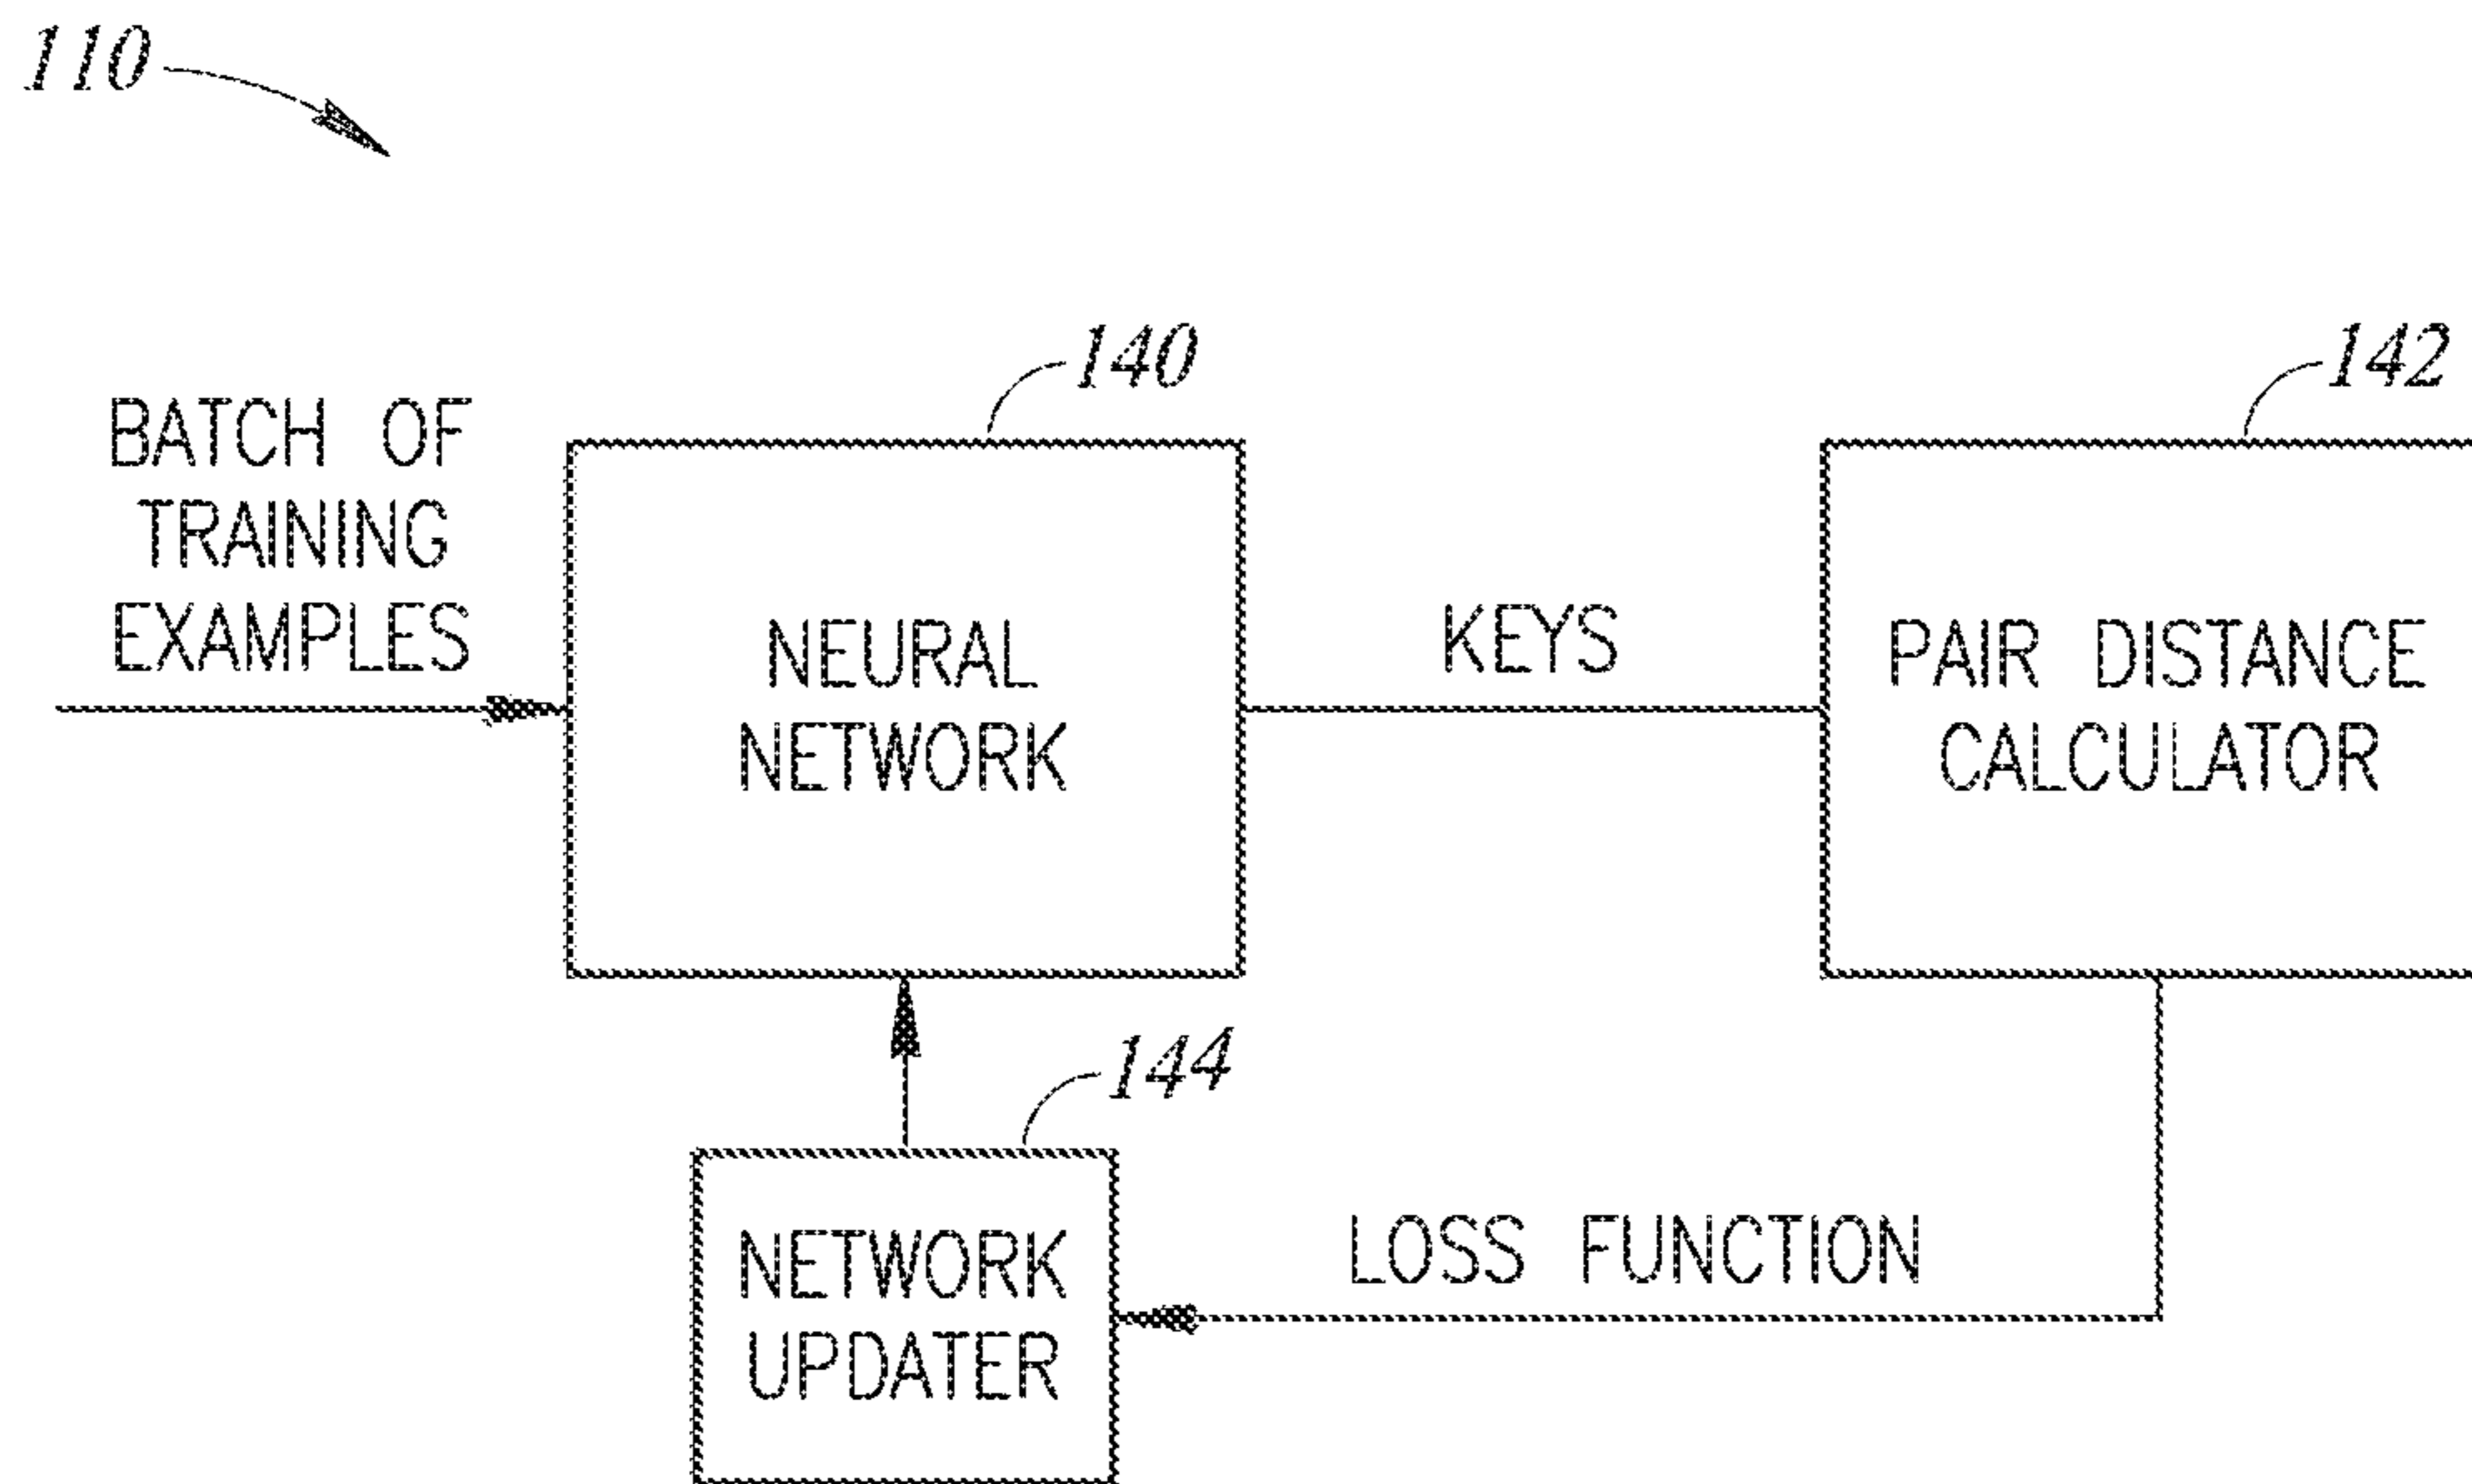 110
140
142
BATCH OF
TRAINING
EXAMPLES
NEURAL
NETWORK
KEYS
PAIR DISTANCE
CALCULATOR
144
NETWORK
UPDATER
LOSS FUNCTION